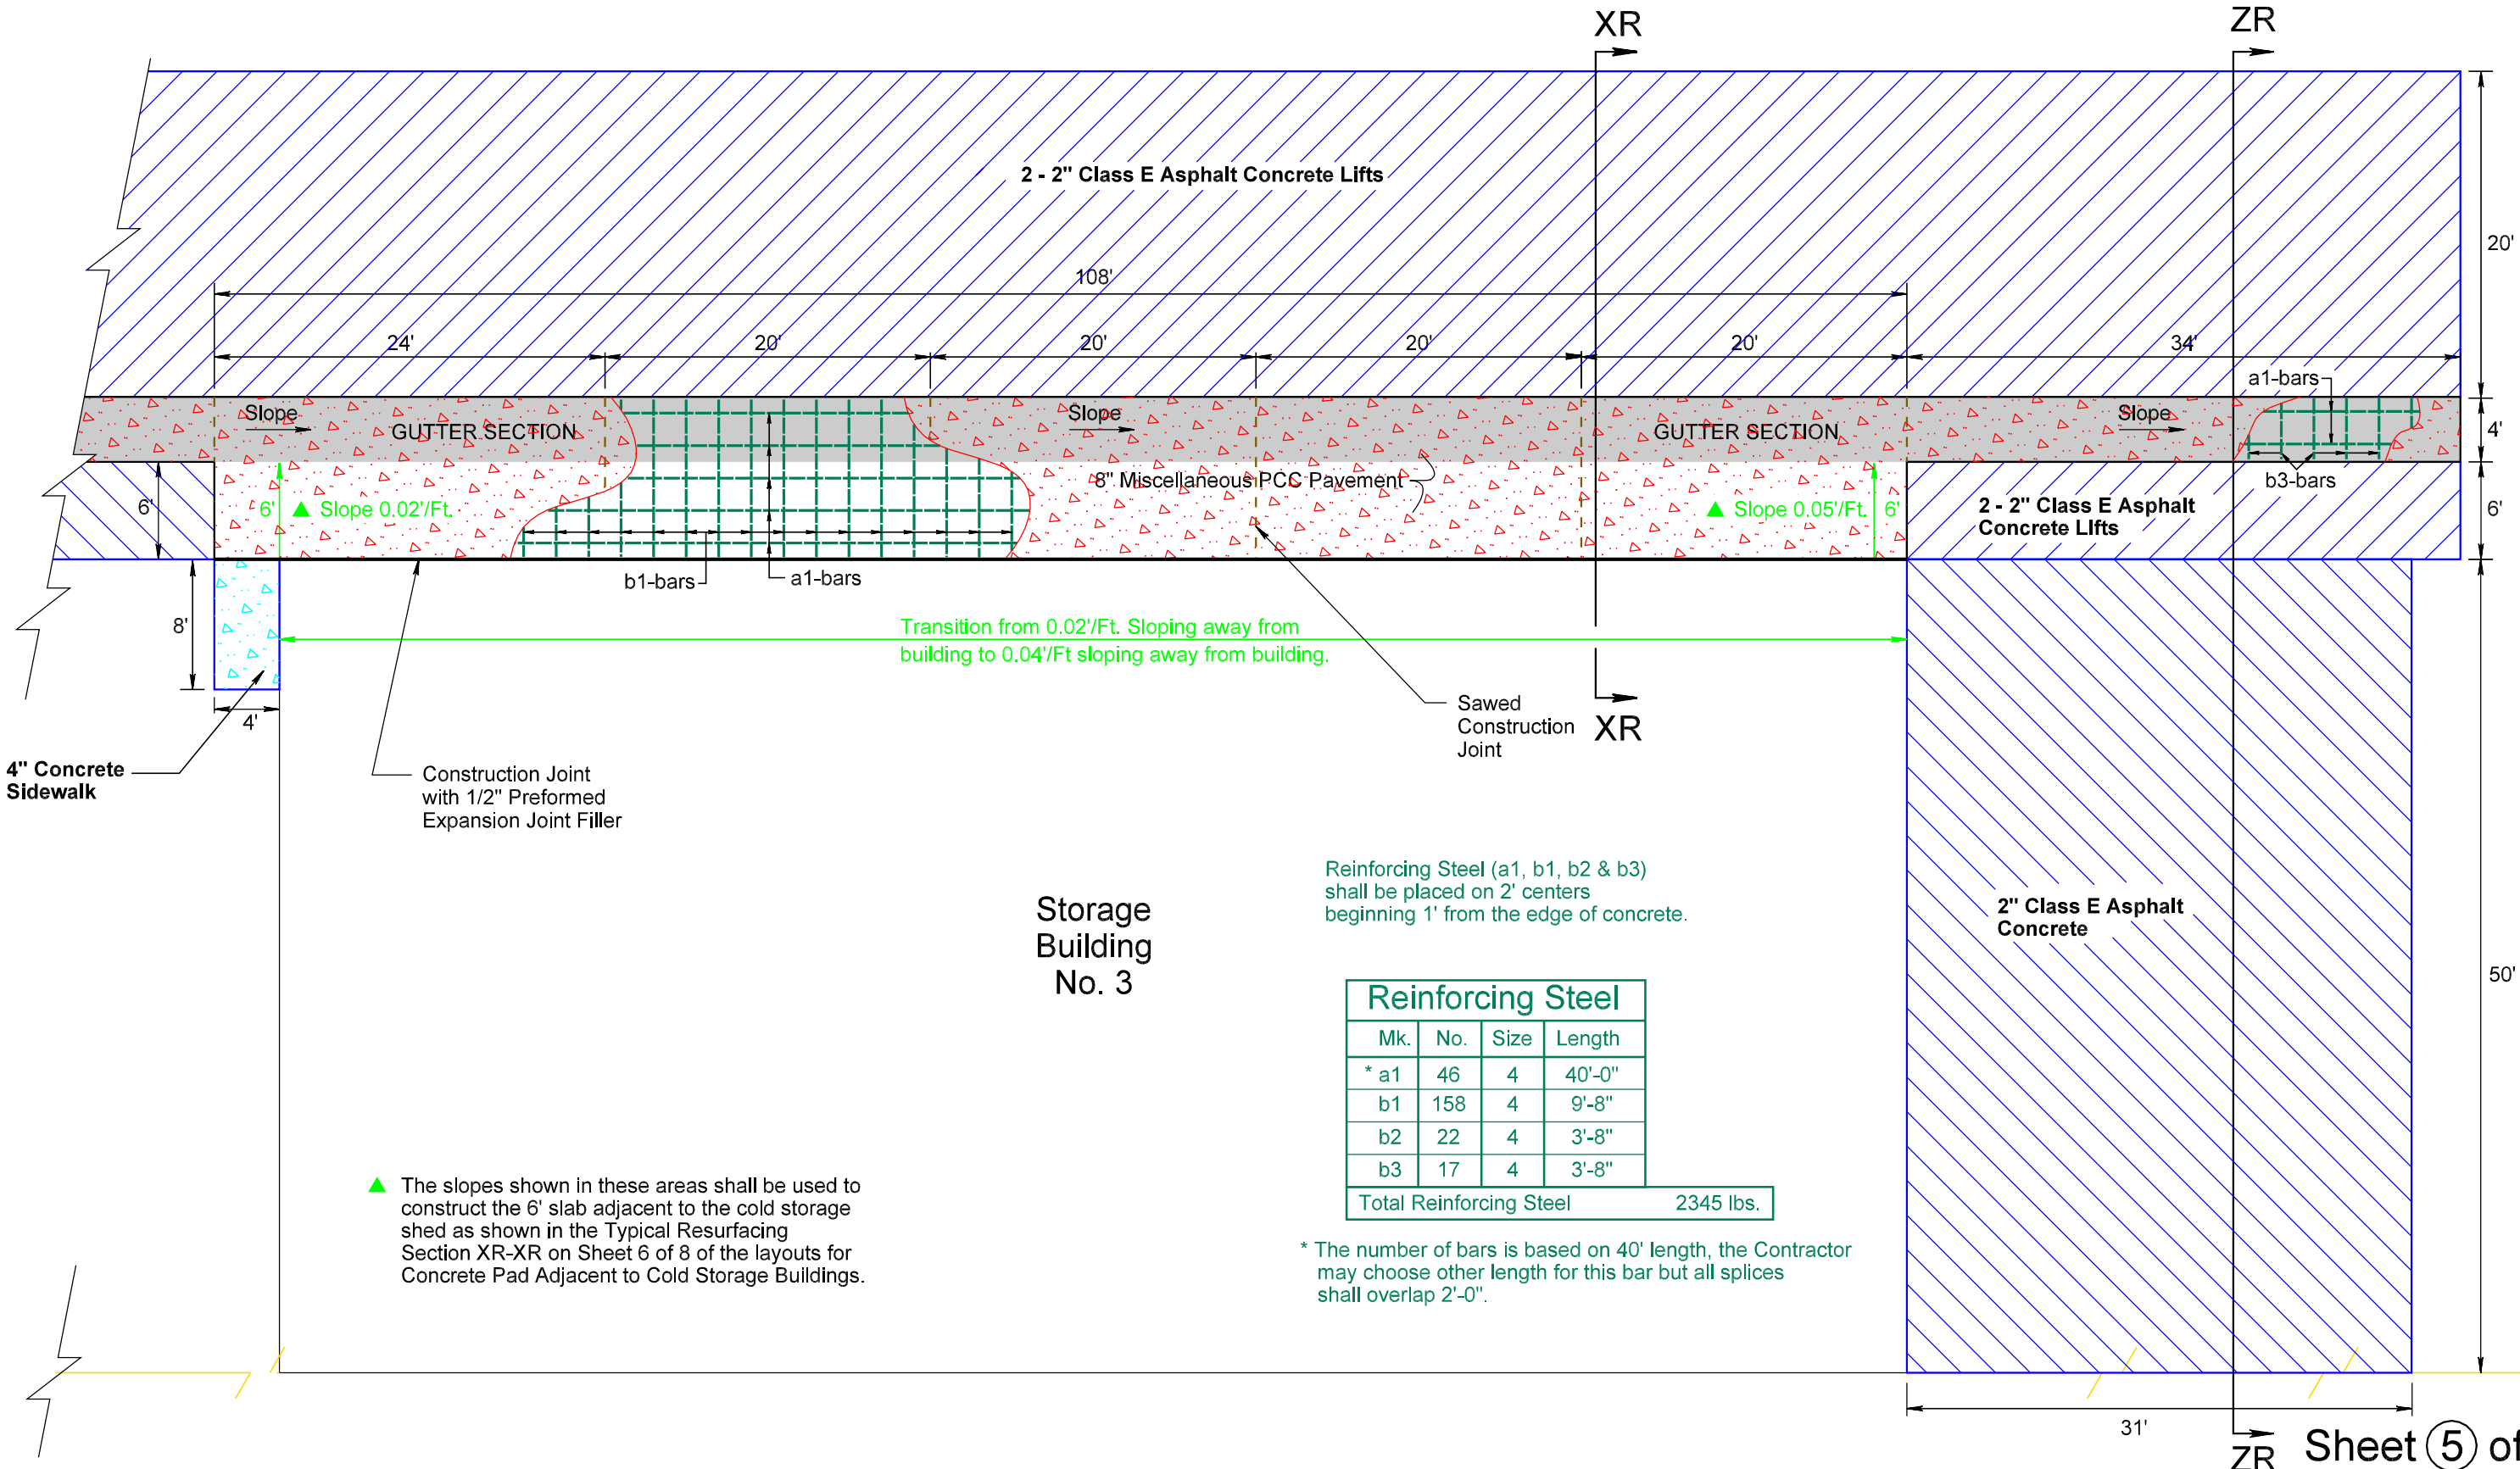 XR
ZR
2 - 2" Class E Asphalt Concrete Lifts
20'
108'
24'
20'
20'
20'
20'
34'
a1-bars
Slope
GUTTER SECTION
Slope
GUTTER SECTION
Slope
4'
6'
6'
▲ Slope 0.02'/Ft.
8" Miscellaneous PCC Pavement
▲ Slope 0.05'/Ft.
6'
2 - 2" Class E Asphalt
Concrete LIfts
b3-bars
6'
b1-bars
a1-bars
8'
Transition from 0.02'/Ft. Sloping away from
building to 0.04'/Ft sloping away from building.
4'
Sawed
Construction
Joint
XR
4" Concrete
Sidewalk
Construction Joint
with 1/2" Preformed
Expansion Joint Filler
Storage
Building
No. 3
Reinforcing Steel (a1, b1, b2 & b3)
shall be placed on 2' centers
beginning 1' from the edge of concrete.
2" Class E Asphalt
Concrete
50'
Reinforcing Steel
Mk. No. Size Length
* a1 46 4 40'-0"
b1 158 4 9'-8"
b2 22 4 3'-8"
b3 17 4 3'-8"
Total Reinforcing Steel 2345 lbs.
* The number of bars is based on 40' length, the Contractor
may choose other length for this bar but all splices
shall overlap 2'-0".
▲ The slopes shown in these areas shall be used to
construct the 6' slab adjacent to the cold storage
shed as shown in the Typical Resurfacing
Section XR-XR on Sheet 6 of 8 of the layouts for
Concrete Pad Adjacent to Cold Storage Buildings.
31'
ZR
Sheet 5 of